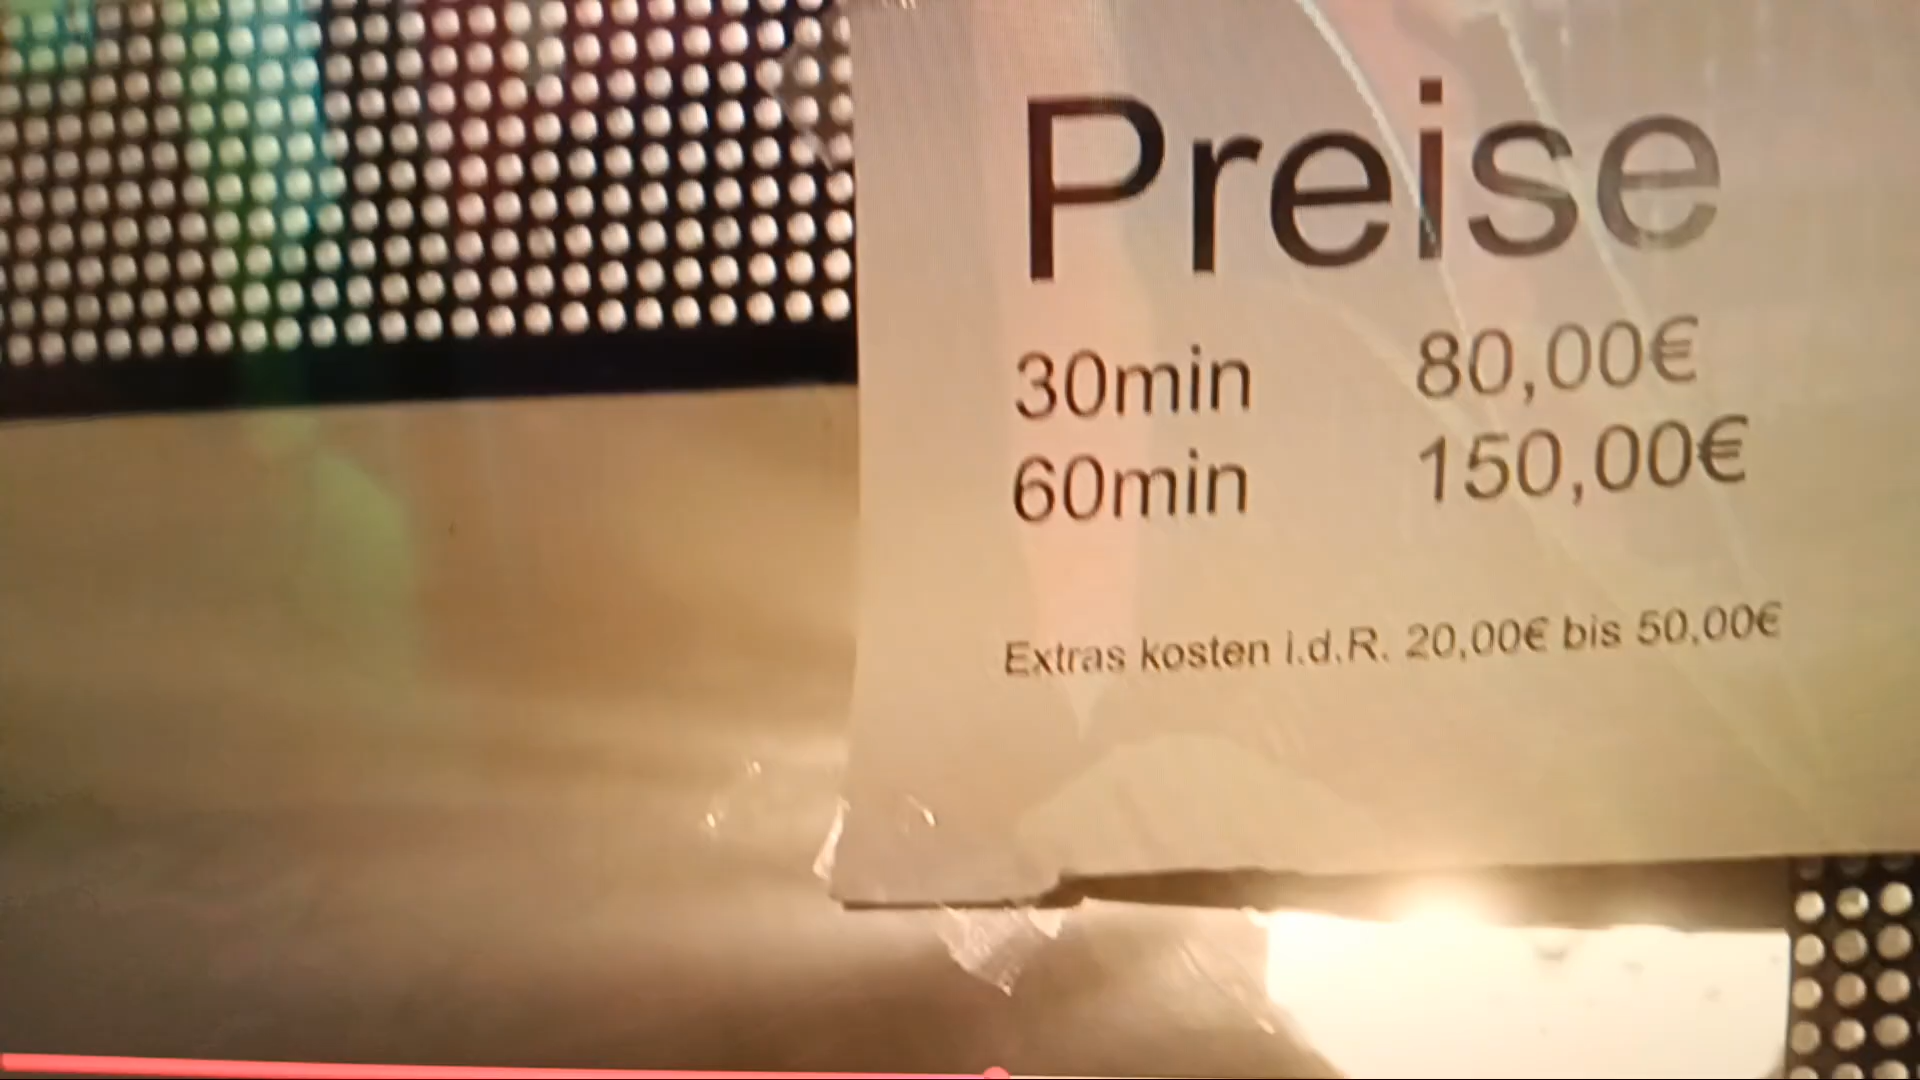 Preise
30min 80,00€
60min 150,00€
Extras kosten i.d.R. 20,00€ bis 50,00€